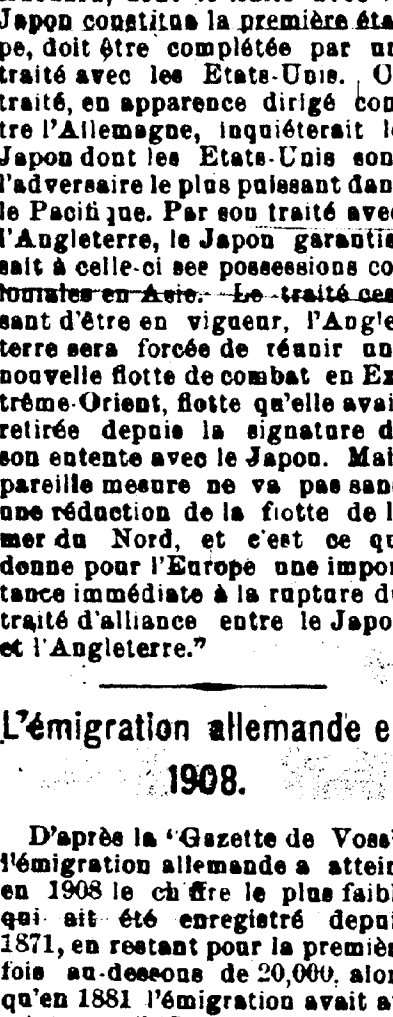 Japon constitue la première éta-
pe, doit être complétée par un
traité avec les Etats-Unis. C
traité, en apparence dirigé con
tre l'Allemagne, inquiéterait l
Japon dont les Etats-Unis son
l'adversaire le plus puissant dan
le Pacifique. Par son traité avec
l'Angleterre, le Japon garantis
sait à celle-ci ses possessions co
loniales en Asie. Le traité ces
sant d'être en vigueur, l'Angle
terre sera forcée de réunir un
nouvelle flotte de combat en Ex
trême-Orient, flotte qu'elle avai
retirée depuis la signature d
son entente avec le Japon. Mai
pareille mesure ne va pas san
une réduction de la flotte de l
mer du Nord, et c'est ce qu
donne pour l'Europe une impor
tance immédiate à la rupture d
traité d'alliance entre le Japo
et l'Angleterre."
L'émigration allemande e
1908.
D'après la "Gazette de Voss"
l'émigration allemande a attein
en 1908 le chiffre le plus faibl
qui ait été enregistré depui
1871, en restant pour la premiè
fois au-dessous de 20,000, alor
qu'en 1881 l'émigration avait a